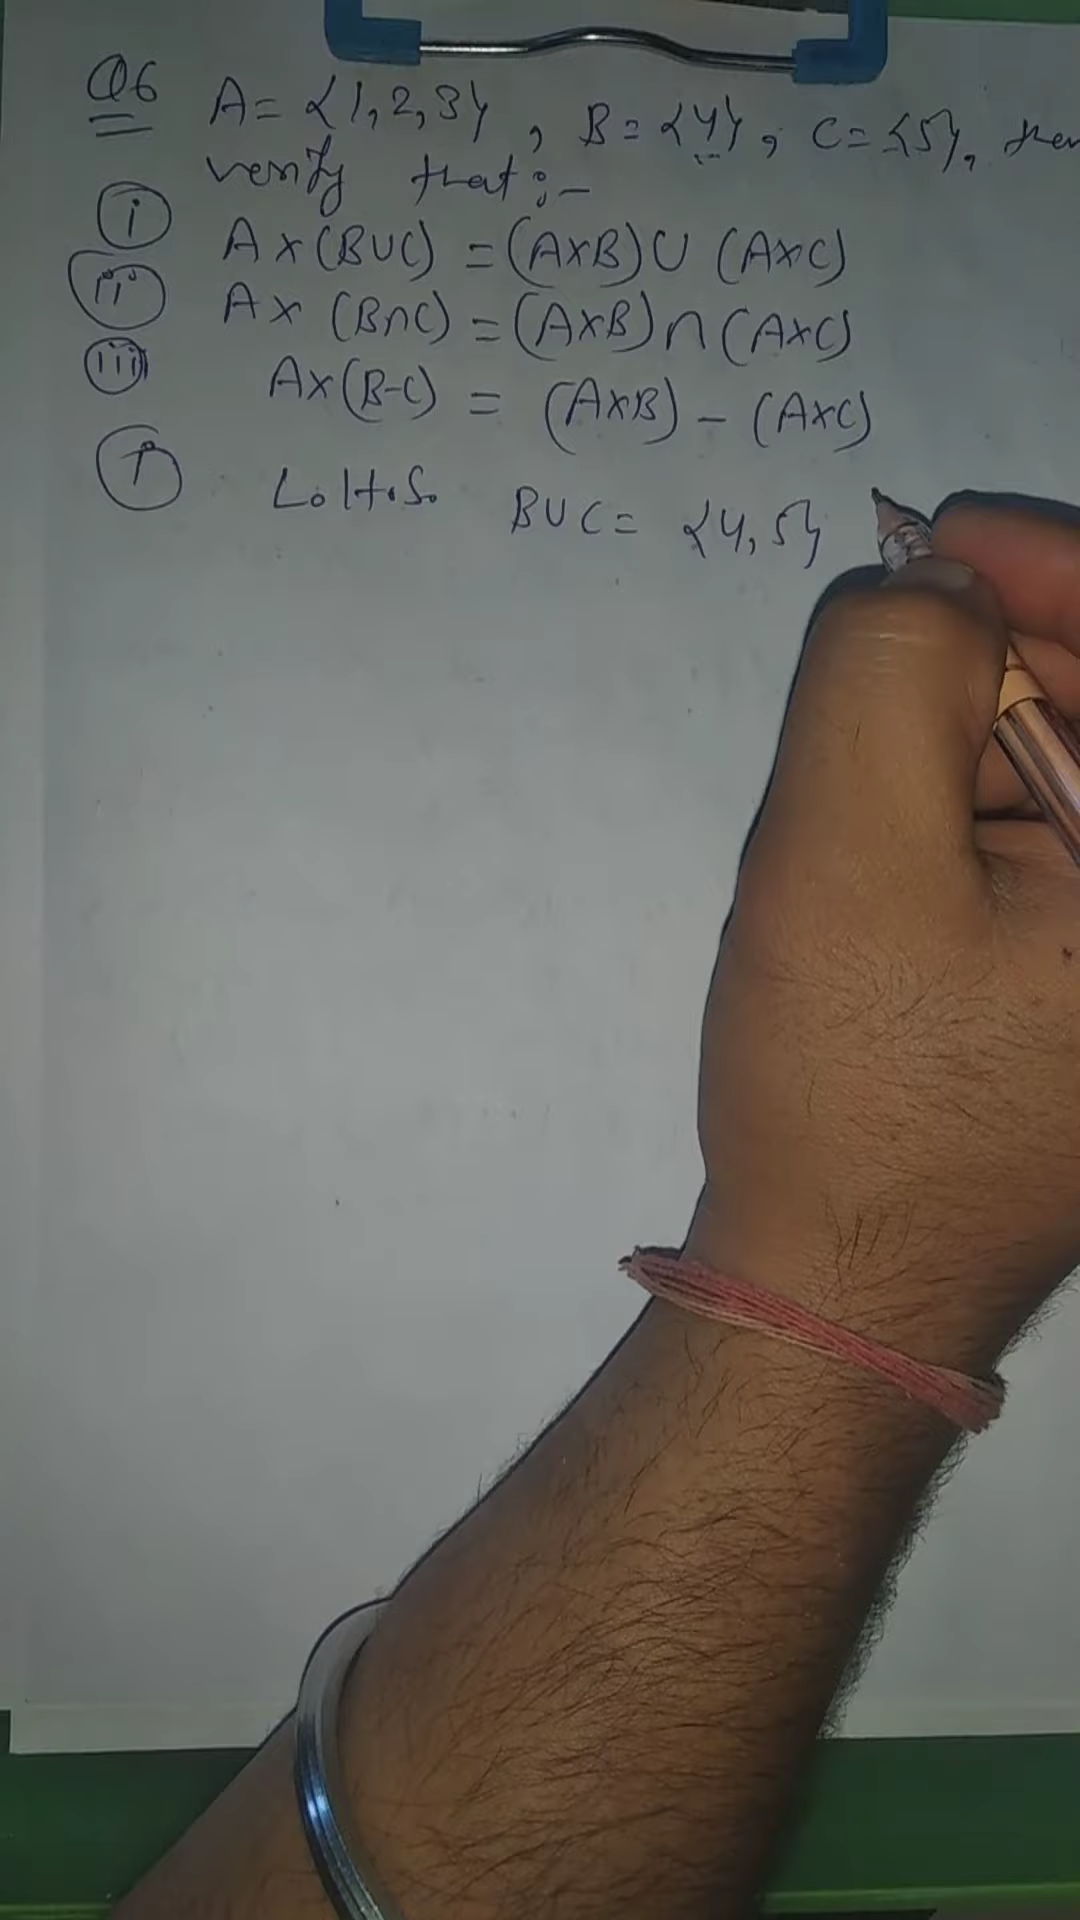 Q6 A = {1,2,3}, B = {4}, C = {5}, then
verify that :-
(i) A×(B∪C) = (A×B)∪(A×C)
(ii) A×(B∩C) = (A×B)∩(A×C)
(iii) A×(B-C) = (A×B) - (A×C)
(i) L.H.S. B∪C = {4,5}